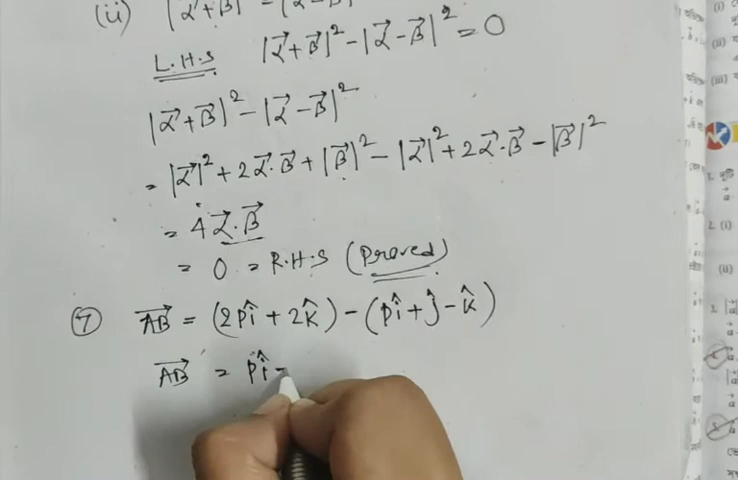 (ii)
L.H.S |α⃗+β⃗|²-|α⃗-β⃗|²=0
|α⃗+β⃗|²-|α⃗-β⃗|²
= |α⃗|²+2α⃗.β⃗+|β⃗|²-|α⃗|²+2α⃗.β⃗-|β⃗|²
= 4α⃗.β⃗
= 0 = R.H.S (Proved)
⑦ AB⃗ = (2pî+2k̂)-(pî+ĵ-k̂)
AB⃗ = pî-